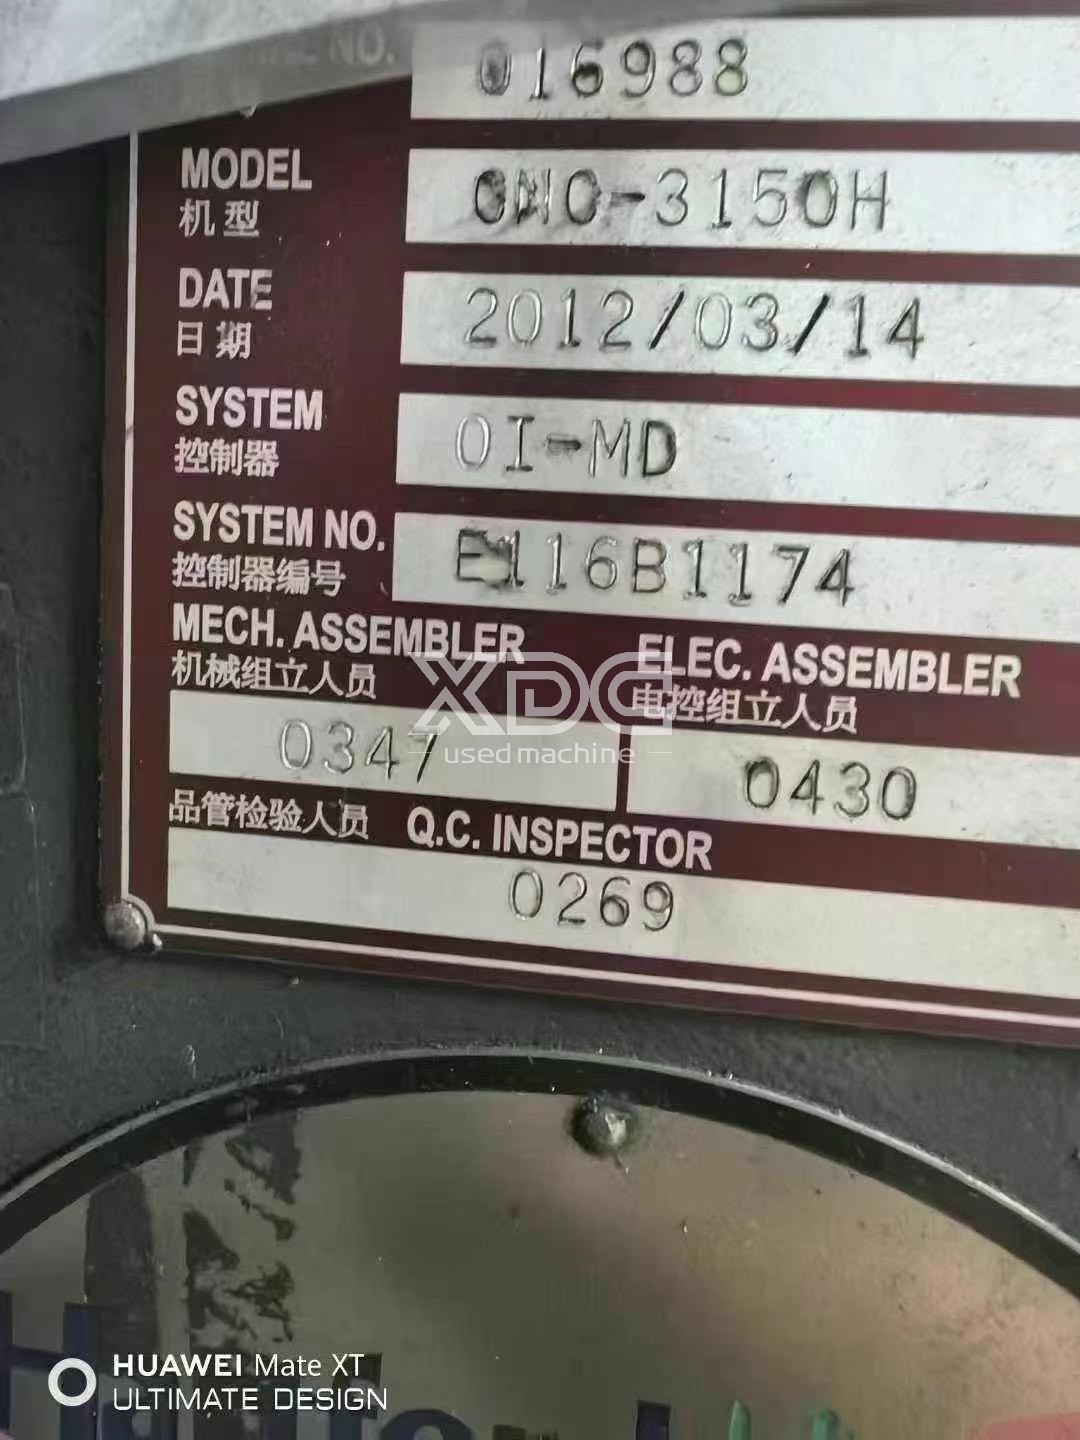 NO. 016988
MODEL CNC-3150H
机型
DATE 2012/03/14
日期
SYSTEM 0I-MD
控制器
SYSTEM NO. E116B1174
控制器编号
MECH. ASSEMBLER ELEC. ASSEMBLER
机械组立人员 电控组立人员
XDC
used machine
0347 0430
品管检验人员 Q.C. INSPECTOR
0269
HUAWEI Mate XT
ULTIMATE DESIGN